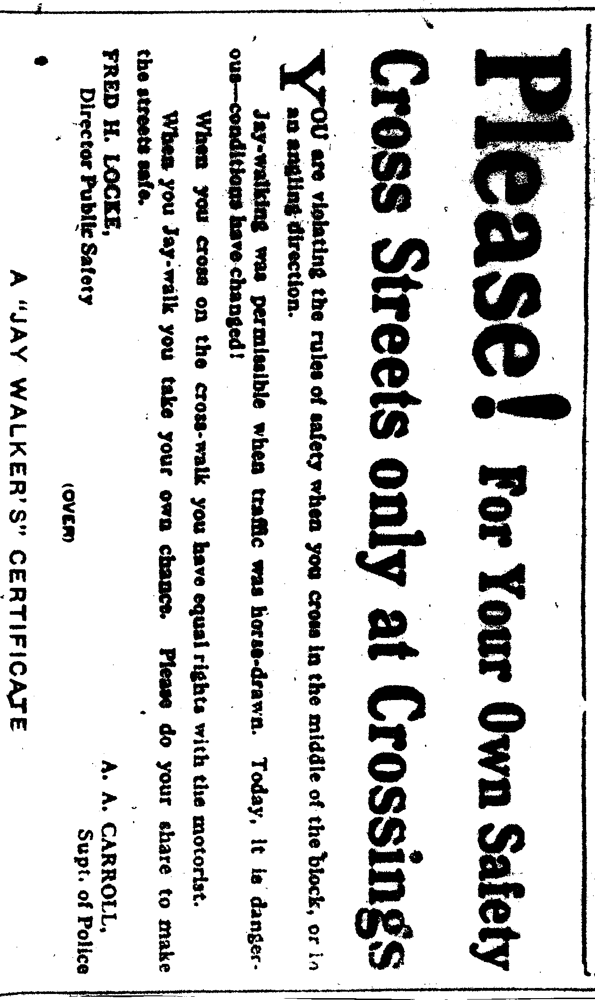 Please! For Your Own Safety
Cross Streets only at Crossings
YOU are violating the rules of safety when you cross in the middle of the block, or in
an angling direction.
Jay-walking was permissible when traffic was horse-drawn. Today, it is danger-
ous—conditions have changed!
When you cross on the cross-walk you have equal rights with the motorist.
When you Jay-walk you take your own chance. Please do your share to make
the streets safe.
FRED H. LOCKE,
Director Public Safety
A. A. CARROLL,
Supt. of Police
(OVER)
A "JAY WALKER'S" CERTIFICATE